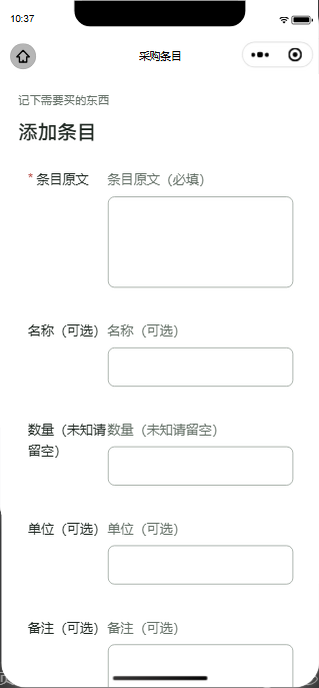 10:37
采购条目
记下需要买的东西
添加条目
* 条目原文 条目原文（必填）
名称（可选） 名称（可选）
数量（未知请留空） 数量（未知请留空）
单位（可选） 单位（可选）
备注（可选） 备注（可选）